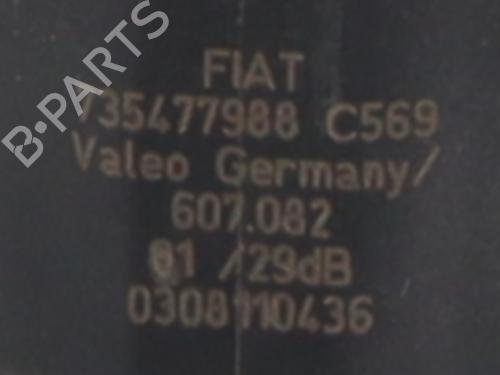 B-PARTS
FIAT
735477988 C569
Valeo Germany/
607.082
01 /29dB
0308110436